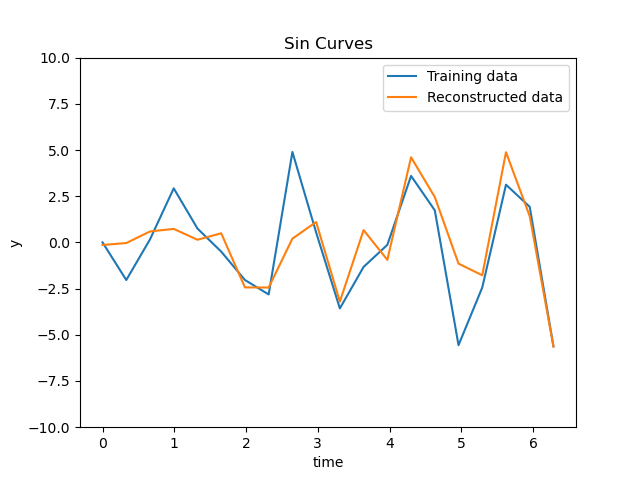 Sin Curves
Training data
Reconstructed data
10.0
7.5
5.0
2.5
0.0
−2.5
−5.0
−7.5
−10.0
y
0 1 2 3 4 5 6
time